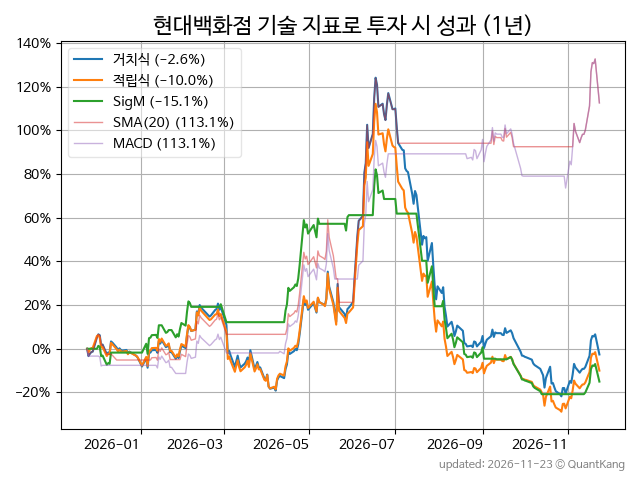 현대백화점 기술 지표로 투자 시 성과 (1년)
140%
120%
100%
80%
60%
40%
20%
0%
−20%
거치식 (−2.6%)
적립식 (−10.0%)
SigM (−15.1%)
SMA(20) (113.1%)
MACD (113.1%)
2026-01 2026-03 2026-05 2026-07 2026-09 2026-11
updated: 2026-11-23 © QuantKang